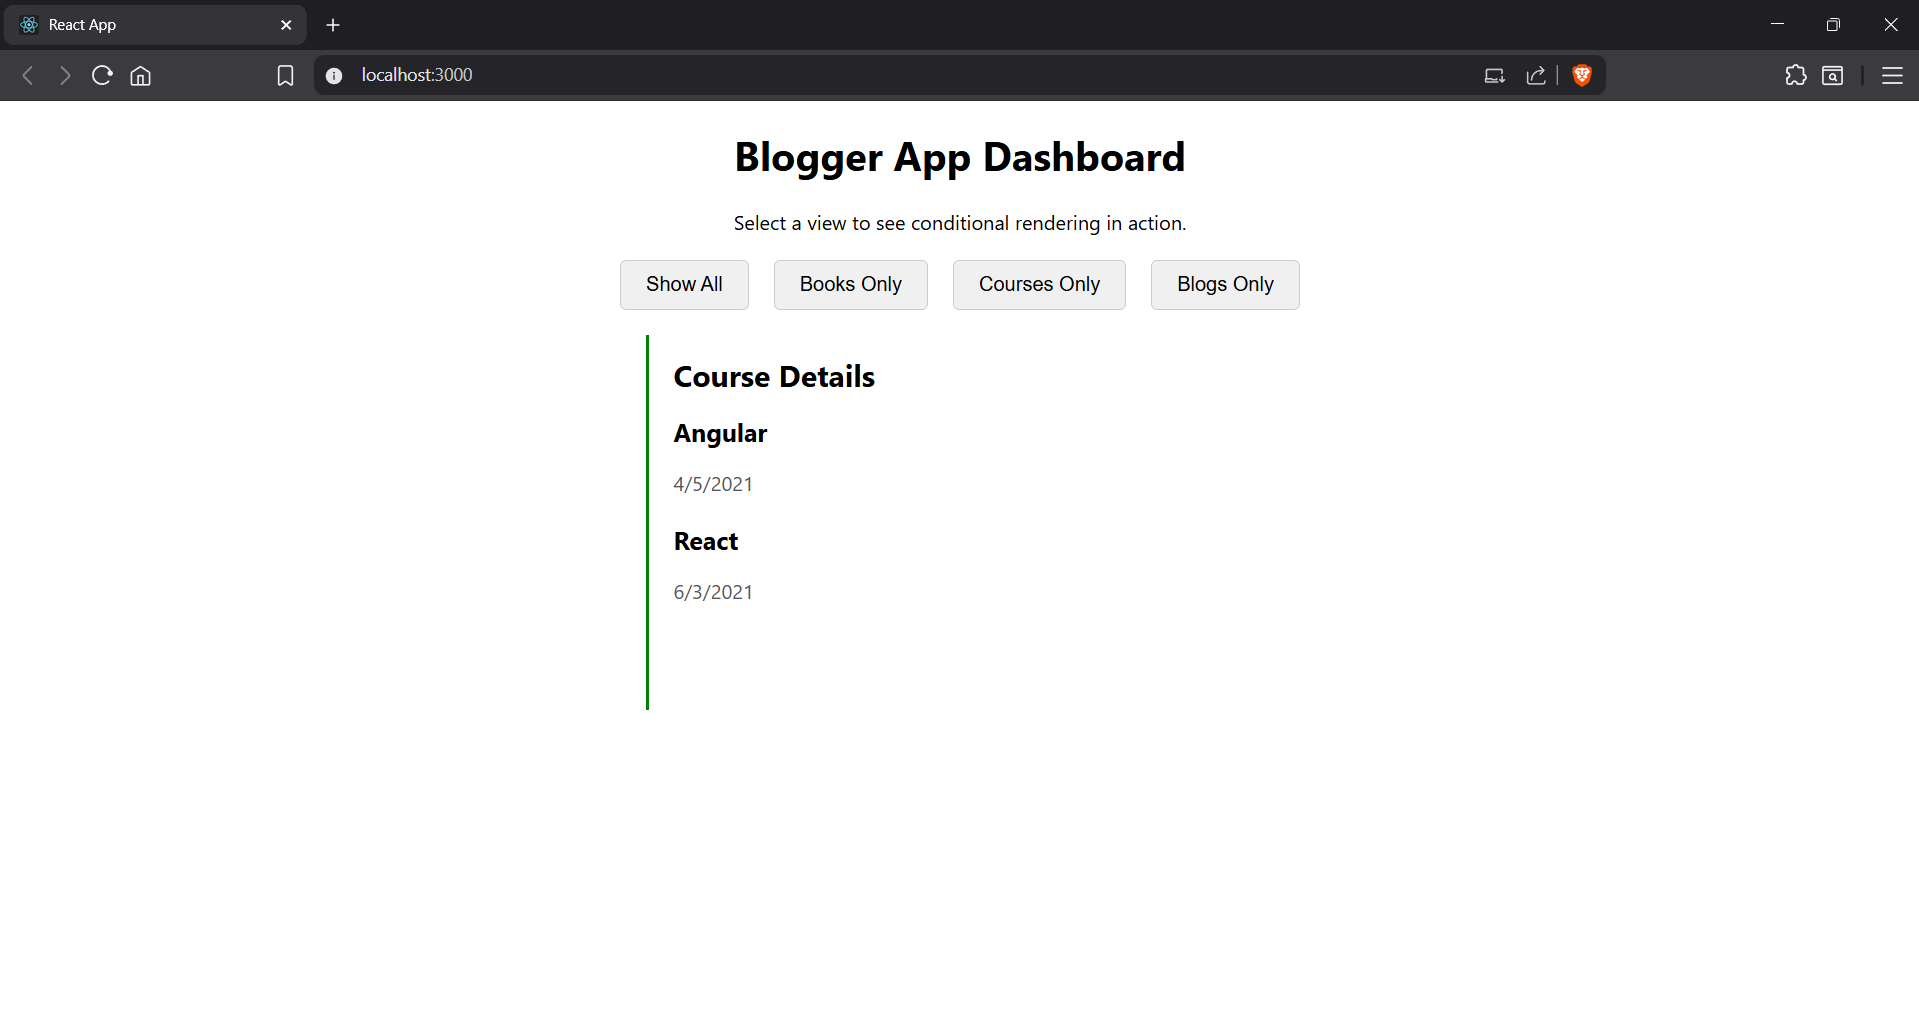 React App
localhost:3000
Blogger App Dashboard
Select a view to see conditional rendering in action.
Show All Books Only Courses Only Blogs Only
Course Details
Angular
4/5/2021
React
6/3/2021